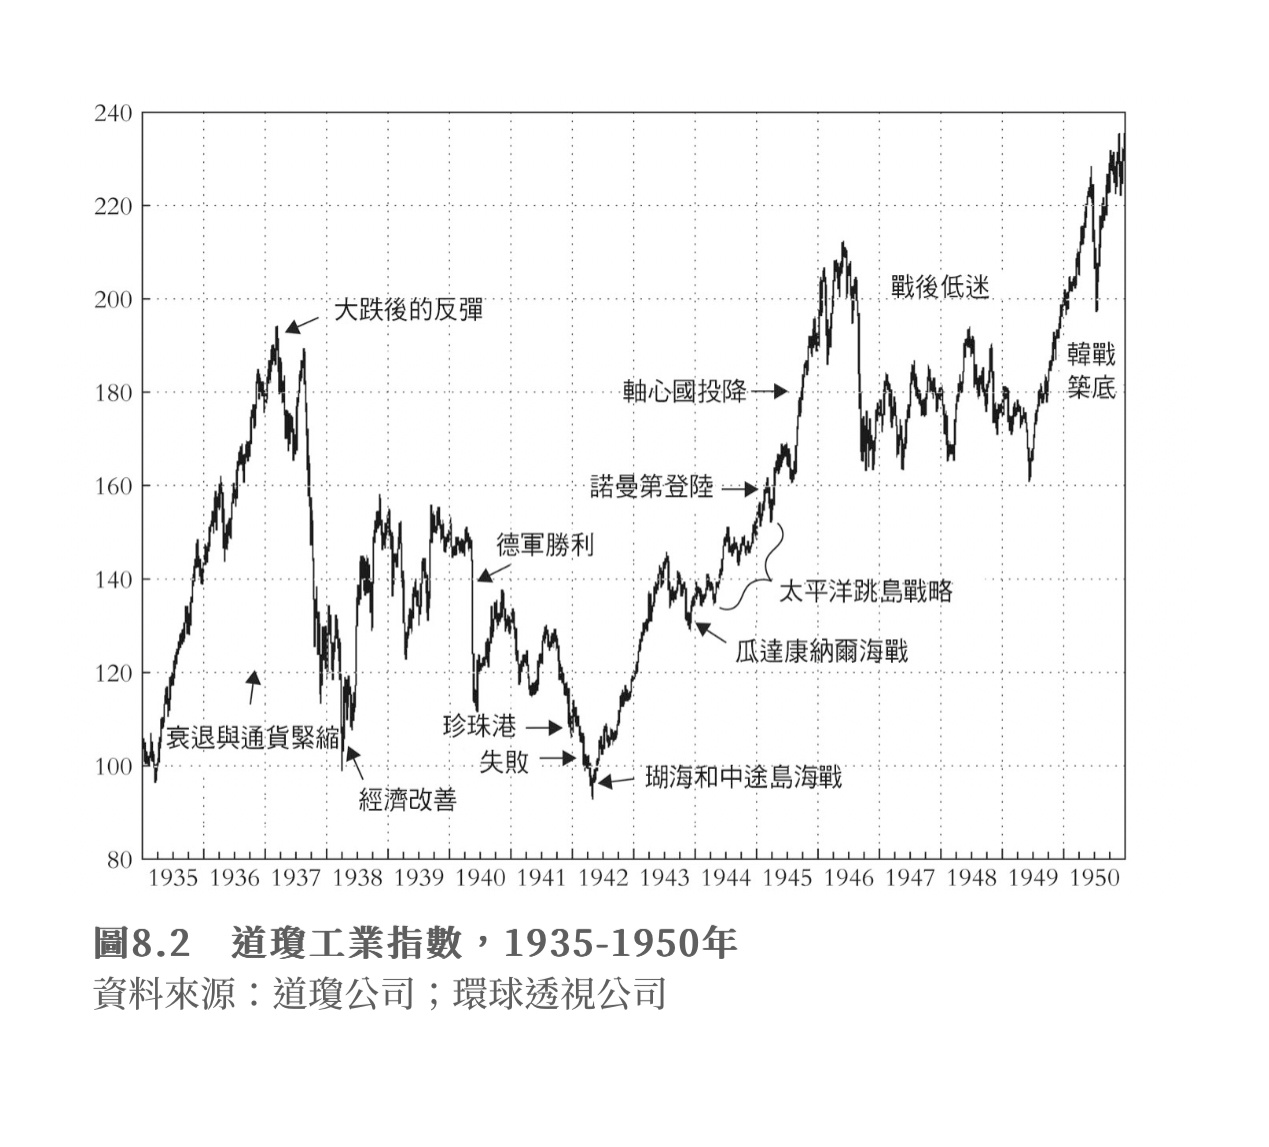 240
220
200
180
160
140
120
100
80
大跌後的反彈
戰後低迷
韓戰
築底
軸心國投降
諾曼第登陸
德軍勝利
太平洋跳島戰略
瓜達康納爾海戰
珍珠港
衰退與通貨緊縮
失敗
瑚海和中途島海戰
經濟改善
1935 1936 1937 1938 1939 1940 1941 1942 1943 1944 1945 1946 1947 1948 1949 1950
圖8.2 道瓊工業指數，1935-1950年
資料來源：道瓊公司；環球透視公司